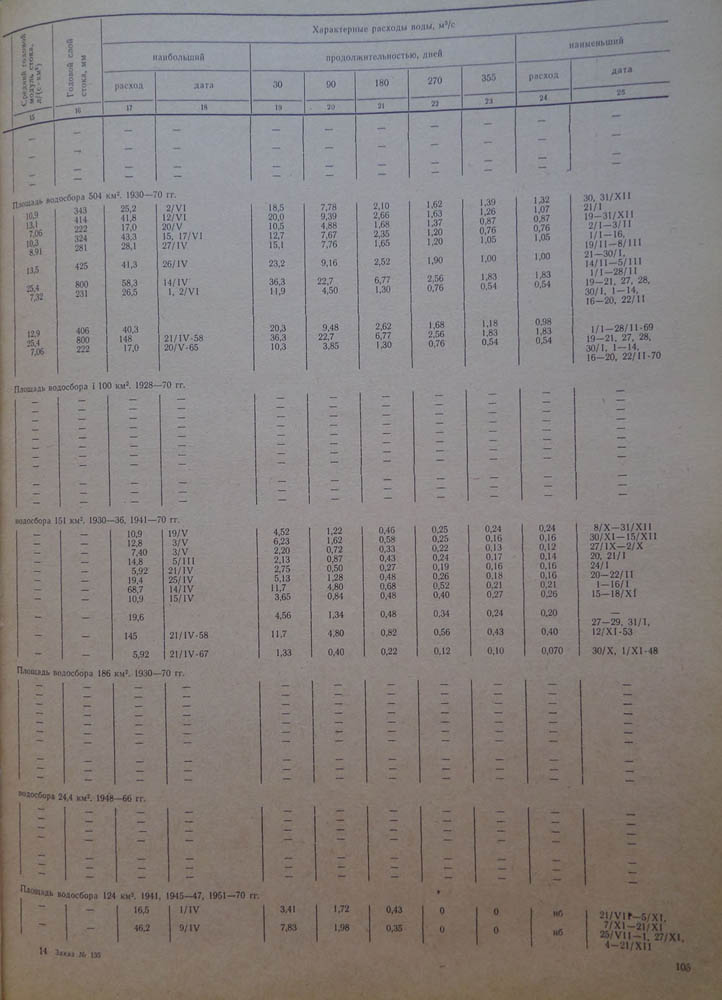 Характерные расходы воды, м³/с
Средний годовой модуль стока, л/(с·км²) Годовой слой стока, мм наибольший продолжительностью, дней наименьший
расход дата 30 90 180 270 355 расход дата
15 16 17 18 19 20 21 22 23 24 25
— — — — — — — — — — —
— — — — — — — — — — —
— — — — — — — — — — —
— — — — — — — — — — —
Площадь водосбора 504 км². 1930—70 гг.
10,9 343 25,2 2/VI 18,5 7,78 2,10 1,62 1,39 1,32 30, 31/XII
13,1 414 41,8 12/VI 20,0 9,39 2,66 1,63 1,26 1,07 21/I
7,06 222 17,0 20/V 10,5 4,88 1,68 1,37 0,87 0,87 19—31/XII
10,3 324 43,3 15, 17/VI 12,7 7,67 2,35 1,20 0,76 0,76 2/I—3/II
8,91 281 28,1 27/IV 15,1 7,76 1,65 1,20 1,05 1,05 1/I—16,
19/II—8/III
13,5 425 41,3 26/IV 23,2 9,16 2,52 1,90 1,00 1,00 21—30/I,
14/II—5/III
25,4 800 58,3 14/IV 36,3 22,7 6,77 2,56 1,83 1,83 1/I—28/II
7,32 231 26,5 1, 2/VI 11,9 4,50 1,30 0,76 0,54 0,54 19—21, 27, 28,
30/I, 1—14,
16—20, 22/II
12,9 406 40,3 20,3 9,48 2,62 1,68 1,18 0,98
25,4 800 148 21/IV-58 36,3 22,7 6,77 2,56 1,83 1,83 1/I—28/II-69
7,06 222 17,0 20/V-65 10,3 3,85 1,30 0,76 0,54 0,54 19—21, 27, 28,
30/I, 1—14,
16—20, 22/II-70
Площадь водосбора 1 100 км². 1928—70 гг.
— — — — — — — — — — —
— — — — — — — — — — —
— — — — — — — — — — —
— — — — — — — — — — —
— — — — — — — — — — —
— — — — — — — — — — —
— — — — — — — — — — —
— — — — — — — — — — —
— — — — — — — — — — —
— — — — — — — — — — —
— — — — — — — — — — —
водосбора 151 км². 1930—36, 1941—70 гг.
— — 10,9 19/V 4,52 1,22 0,46 0,25 0,24 0,24 8/X—31/XII
— — 12,8 3/V 6,23 1,62 0,58 0,25 0,16 0,16 30/XI—15/XII
— — 7,40 3/V 2,20 0,72 0,33 0,22 0,13 0,12 27/IX—2/X
— — 14,8 5/III 2,13 0,87 0,43 0,24 0,17 0,14 20, 21/I
— — 5,92 21/IV 2,75 0,50 0,27 0,19 0,16 0,16 24/I
— — 19,4 25/IV 5,13 1,28 0,48 0,26 0,18 0,16 20—22/II
— — 68,7 14/IV 11,7 4,80 0,68 0,52 0,21 0,21 1—16/I
— — 10,9 15/IV 3,65 0,84 0,48 0,40 0,27 0,26 15—18/XI
— — 19,6 4,56 1,34 0,48 0,34 0,24 0,20 —
— — 145 21/IV-58 11,7 4,80 0,82 0,56 0,43 0,40 27—29, 31/I,
12/XI-53
— — 5,92 21/IV-67 1,33 0,40 0,22 0,12 0,10 0,070 30/X, 1/XI-48
Площадь водосбора 186 км². 1930—70 гг.
— — — — — — — — — — —
— — — — — — — — — — —
— — — — — — — — — — —
— — — — — — — — — — —
— — — — — — — — — — —
— — — — — — — — — — —
— — — — — — — — — — —
— — — — — — — — — — —
— — — — — — — — — — —
водосбора 24,4 км². 1948—66 гг.
— — — — — — — — — — —
— — — — — — — — — — —
— — — — — — — — — — —
— — — — — — — — — — —
— — — — — — — — — — —
— — — — — — — — — — —
Площадь водосбора 124 км². 1941, 1945—47, 1951—70 гг.
— — 16,5 1/IV 3,41 1,72 0,43 0 0 нб 21/VII—5/XI,
7/XI—21/XI
— — 46,2 9/IV 7,83 1,98 0,35 0 0 нб 25/VII—1, 27/XI,
4—21/XII
14 Заказ № 135
105